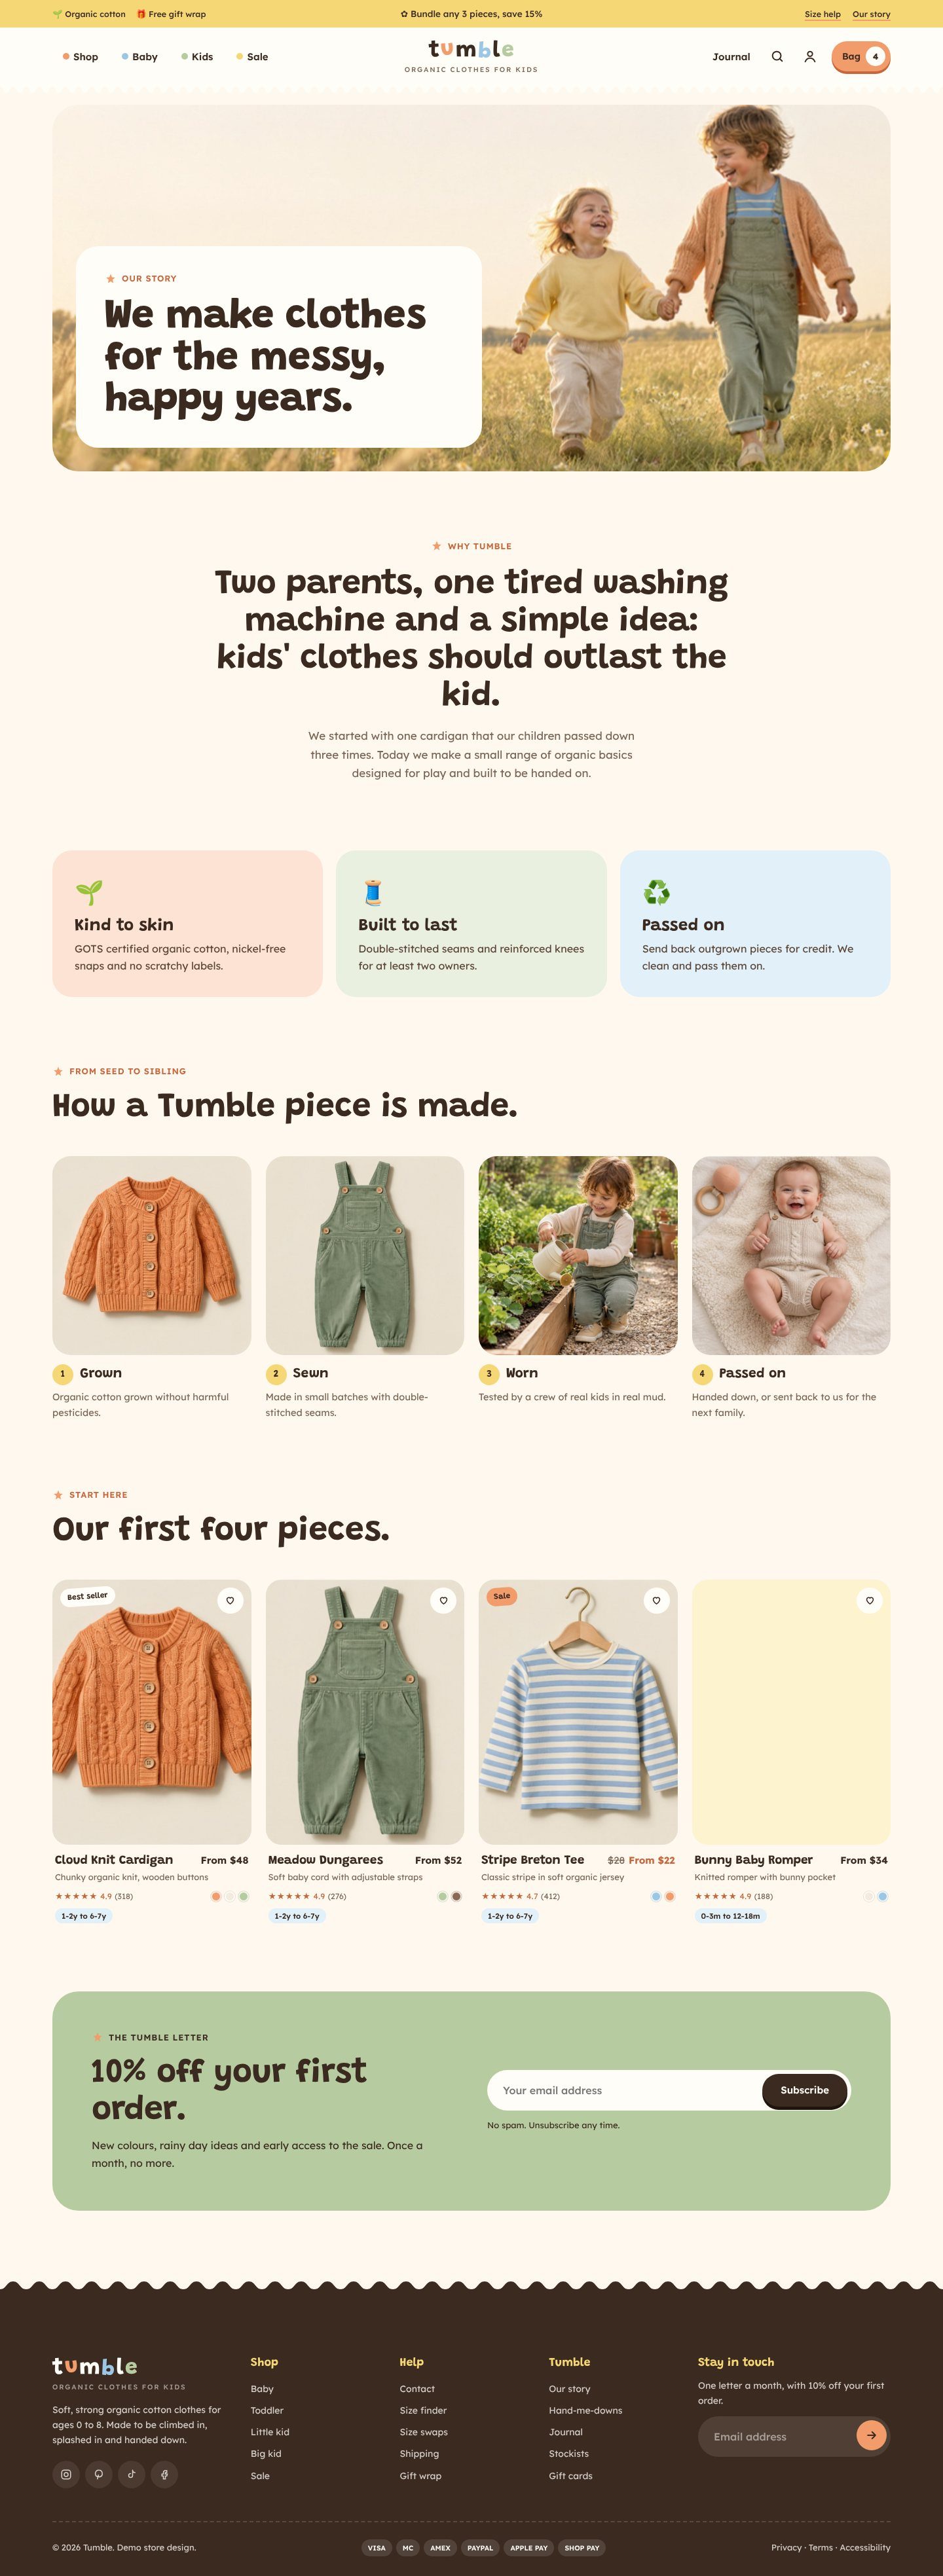 🌱 Organic cotton 🎁 Free gift wrap
✿ Bundle any 3 pieces, save 15%
Size help Our story
Shop Baby Kids Sale
tumble
ORGANIC CLOTHES FOR KIDS
Journal
Bag 4
★ OUR STORY
We make clothes
for the messy,
happy years.
★ WHY TUMBLE
Two parents, one tired washing
machine and a simple idea:
kids' clothes should outlast the
kid.
We started with one cardigan that our children passed down
three times. Today we make a small range of organic basics
designed for play and built to be handed on.
Kind to skin
GOTS certified organic cotton, nickel-free
snaps and no scratchy labels.
Built to last
Double-stitched seams and reinforced knees
for at least two owners.
Passed on
Send back outgrown pieces for credit. We
clean and pass them on.
★ FROM SEED TO SIBLING
How a Tumble piece is made.
1 Grown
Organic cotton grown without harmful
pesticides.
2 Sewn
Made in small batches with double-
stitched seams.
3 Worn
Tested by a crew of real kids in real mud.
4 Passed on
Handed down, or sent back to us for the
next family.
★ START HERE
Our first four pieces.
Best seller
Cloud Knit Cardigan From $48
Chunky organic knit, wooden buttons
★★★★★ 4.9 (318)
1-2y to 6-7y
Meadow Dungarees From $52
Soft baby cord with adjustable straps
★★★★★ 4.9 (276)
1-2y to 6-7y
Sale
Stripe Breton Tee $28 From $22
Classic stripe in soft organic jersey
★★★★★ 4.7 (412)
1-2y to 6-7y
Bunny Baby Romper From $34
Knitted romper with bunny pocket
★★★★★ 4.9 (188)
0-3m to 12-18m
★ THE TUMBLE LETTER
10% off your first
order.
New colours, rainy day ideas and early access to the sale. Once a
month, no more.
Your email address
Subscribe
No spam. Unsubscribe any time.
tumble
ORGANIC CLOTHES FOR KIDS
Soft, strong organic cotton clothes for
ages 0 to 8. Made to be climbed in,
splashed in and handed down.
Shop
Baby
Toddler
Little kid
Big kid
Sale
Help
Contact
Size finder
Size swaps
Shipping
Gift wrap
Tumble
Our story
Hand-me-downs
Journal
Stockists
Gift cards
Stay in touch
One letter a month, with 10% off your first
order.
Email address
© 2026 Tumble. Demo store design.
VISA MC AMEX PAYPAL APPLE PAY SHOP PAY
Privacy · Terms · Accessibility